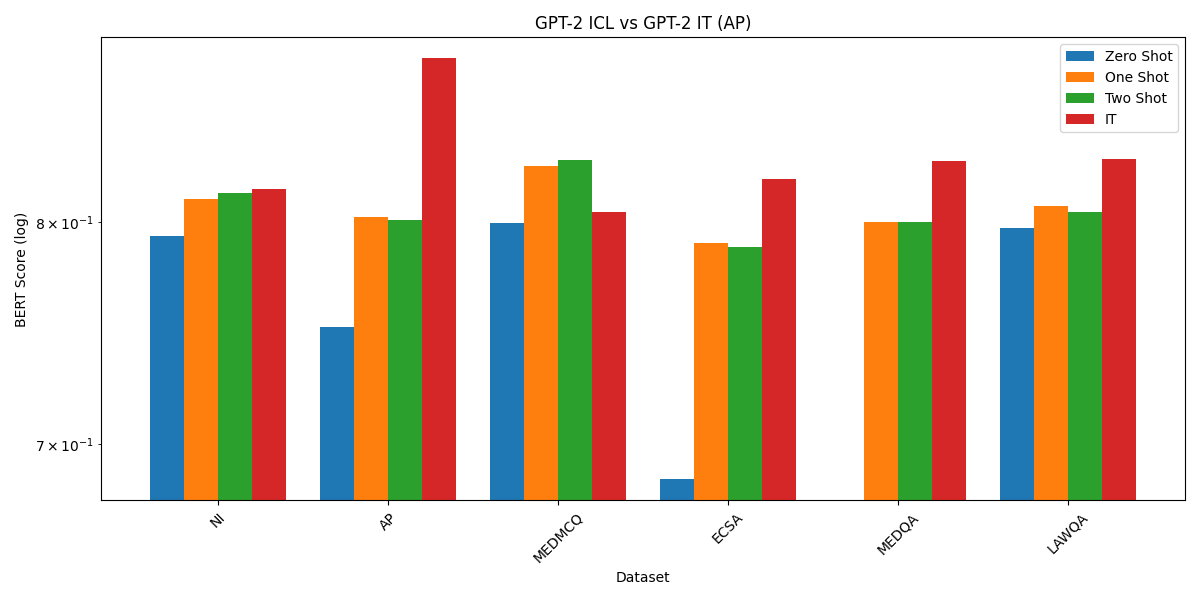 GPT-2 ICL vs GPT-2 IT (AP)
Zero Shot
One Shot
Two Shot
IT
BERT Score (log)
8 × 10⁻¹
7 × 10⁻¹
NI
AP
MEDMCQ
ECSA
MEDQA
LAWQA
Dataset